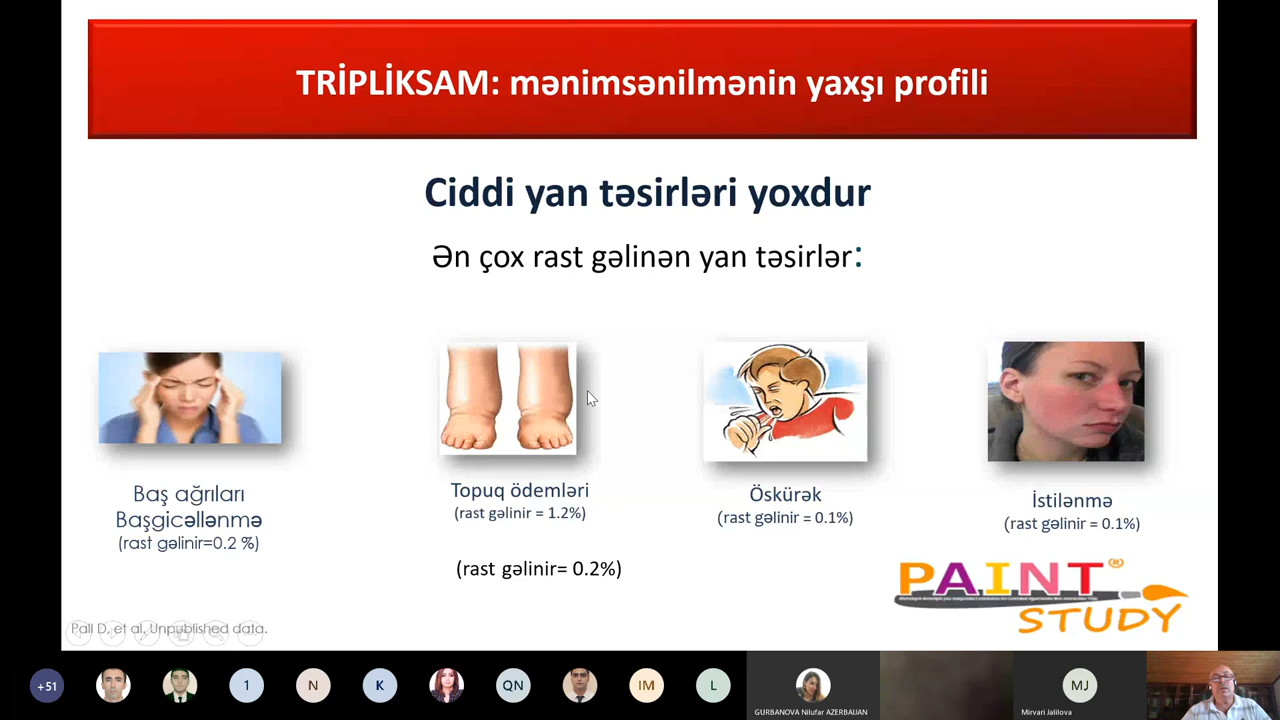 TRİPLİKSAM: mənimsənilmənin yaxşı profili
Ciddi yan təsirləri yoxdur
Ən çox rast gəlinən yan təsirlər:
Baş ağrıları
Başgicəllənmə
(rast gəlinir=0.2 %)
Topuq ödemləri
(rast gəlinir = 1.2%)
(rast gəlinir= 0.2%)
Öskürək
(rast gəlinir = 0.1%)
İstilənmə
(rast gəlinir = 0.1%)
PAINT®
STUDY
Pall D, et al. Unpublished data.
+51
1
N
K
QN
IM
L
GURBANOVA Nilufar AZERBAIJAN
MJ
Mirvari Jalilova